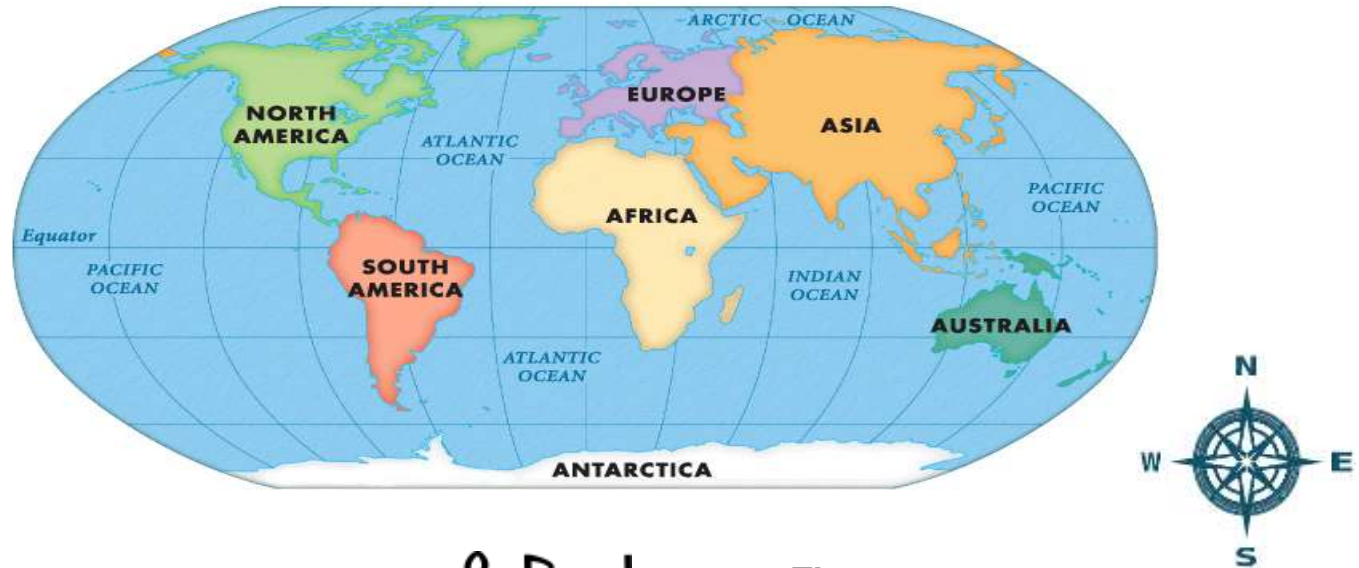 ARCTIC OCEAN
EUROPE
NORTH
AMERICA
ASIA
ATLANTIC
OCEAN
PACIFIC
OCEAN
AFRICA
Equator
SOUTH
AMERICA
PACIFIC
OCEAN
INDIAN
OCEAN
AUSTRALIA
ATLANTIC
OCEAN
ANTARCTICA
N
W E
S